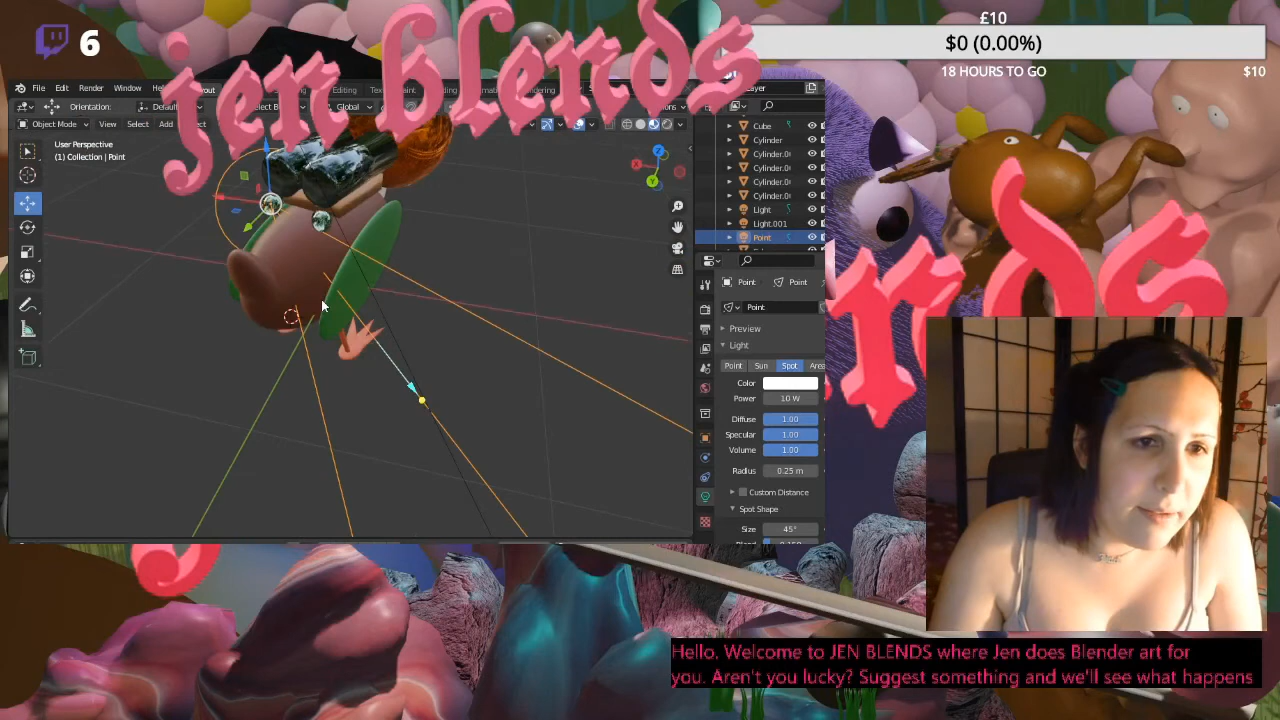 6
jen blends
£10
$0 (0.00%)
18 HOURS TO GO
$10
File
Edit
Render
Window
Orientation:
Global
Object Mode
View
Select
Add
User Perspective
(1) Collection | Point
Cube
Cylinder
Light
Light.001
Point
Point
Point
Point
Preview
Light
Point
Sun
Spot
Color
Power
10 W
Diffuse
1.00
Specular
1.00
Volume
1.00
Radius
0.25 m
Custom Distance
Spot Shape
Size
45°
Hello. Welcome to JEN BLENDS where Jen does Blender art for
you. Aren't you lucky? Suggest something and we'll see what happens